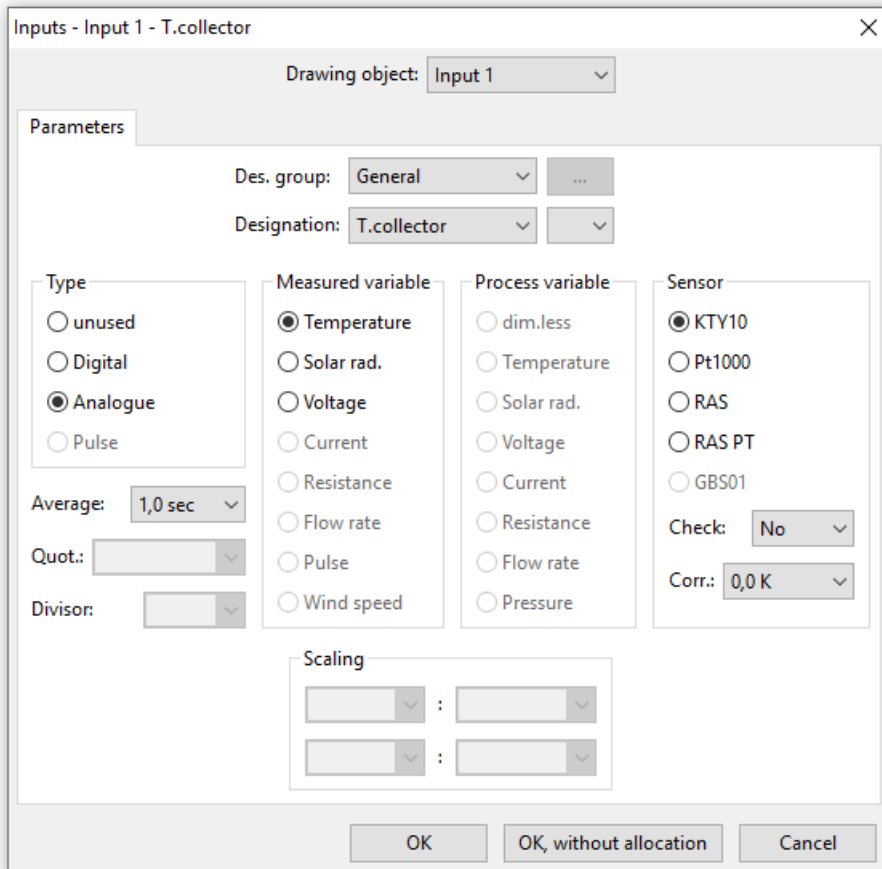 Inputs - Input 1 - T.collector
Drawing object: Input 1
Parameters
Des. group: General ...
Designation: T.collector
Type
unused
Digital
Analogue
Pulse
Average: 1,0 sec
Quot.:
Divisor:
Measured variable
Temperature
Solar rad.
Voltage
Current
Resistance
Flow rate
Pulse
Wind speed
Process variable
dim.less
Temperature
Solar rad.
Voltage
Current
Resistance
Flow rate
Pressure
Sensor
KTY10
Pt1000
RAS
RAS PT
GBS01
Check: No
Corr.: 0,0 K
Scaling
:
:
OK
OK, without allocation
Cancel